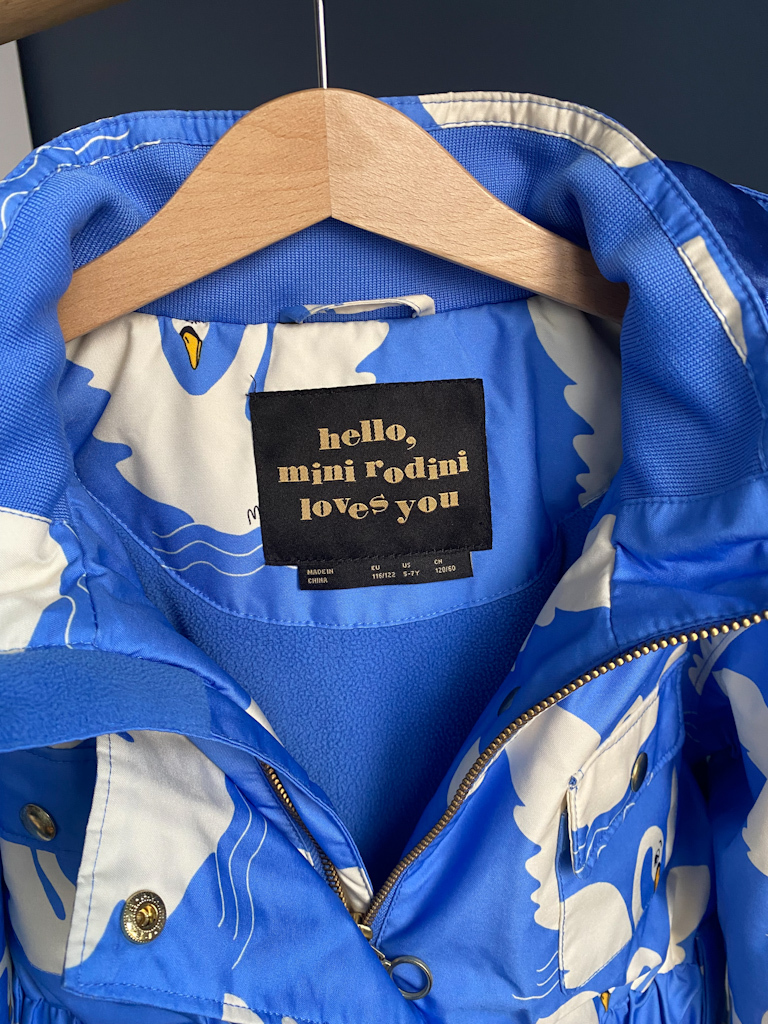 hello,
mini rodini
loves you
MADE IN
CHINA
EU
116/122
US
5-7Y
CN
120/60